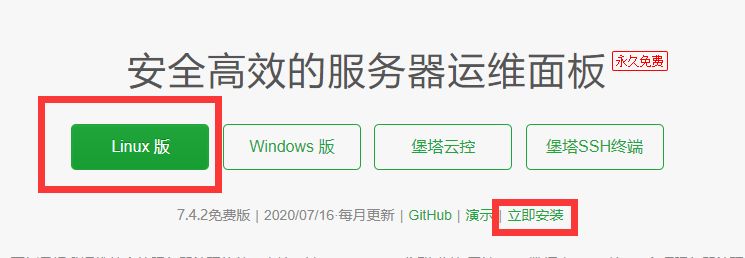 安全高效的服务器运维面板 永久免费
Linux 版 Windows 版 堡塔云控 堡塔SSH终端
7.4.2免费版 | 2020/07/16 每月更新 | GitHub | 演示 | 立即安装